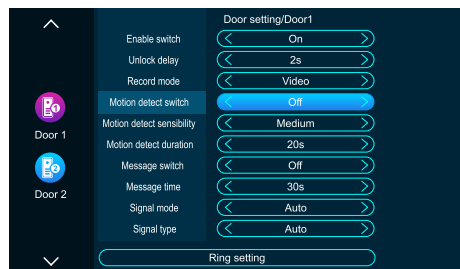 Door setting/Door1
Enable switch On
Unlock delay 2s
Record mode Video
Motion detect switch Off
Motion detect sensibility Medium
Motion detect duration 20s
Message switch Off
Message time 30s
Signal mode Auto
Signal type Auto
Ring setting
1
Door 1
2
Door 2